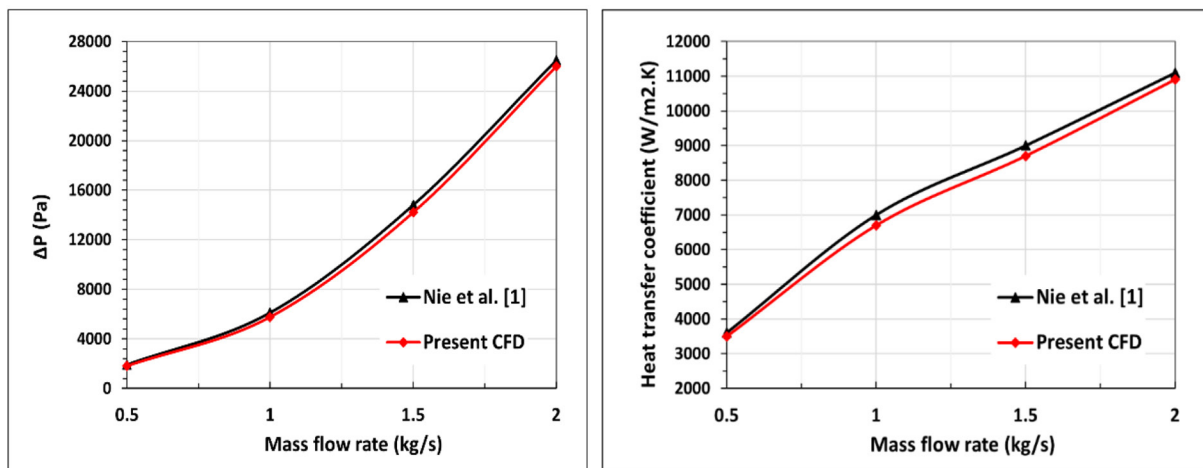 28000
24000
20000
16000
12000
8000
4000
0
ΔP (Pa)
Nie et al. [1]
Present CFD
0.5 1 1.5 2
Mass flow rate (kg/s)
12000
11000
10000
9000
8000
7000
6000
5000
4000
3000
2000
Heat transfer coefficient (W/m2.K)
Nie et al. [1]
Present CFD
0.5 1 1.5 2
Mass flow rate (kg/s)